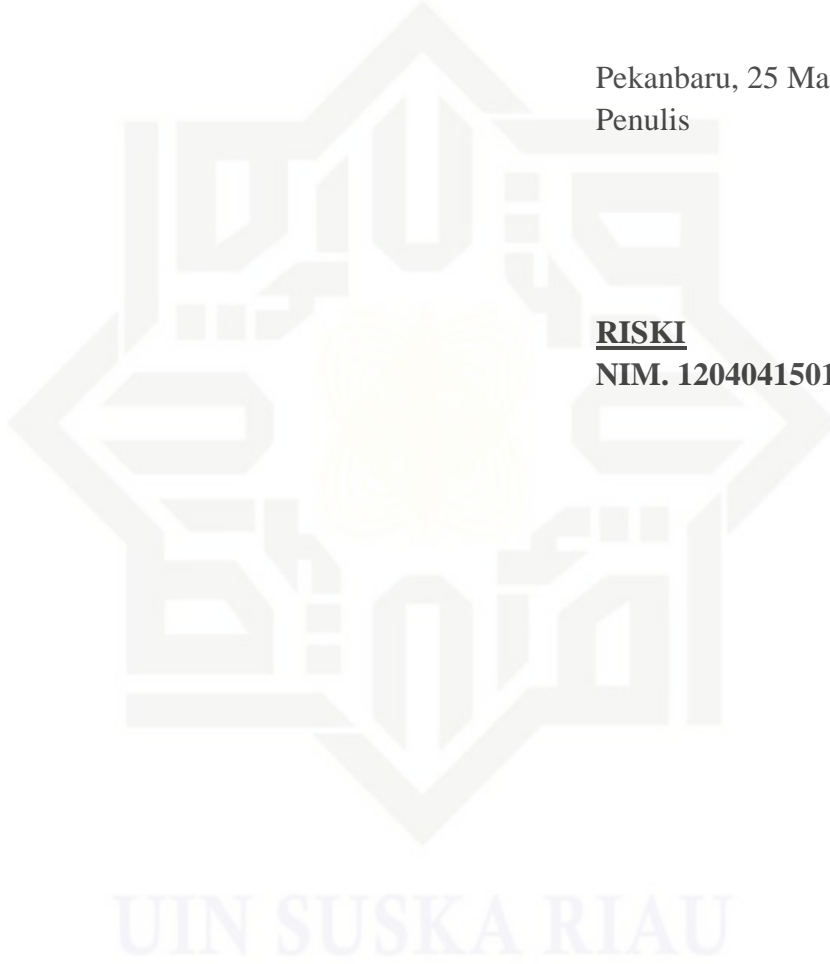 Pekanbaru, 25 Ma
Penulis
RISKI
NIM. 1204041501
UIN SUSKA RIAU